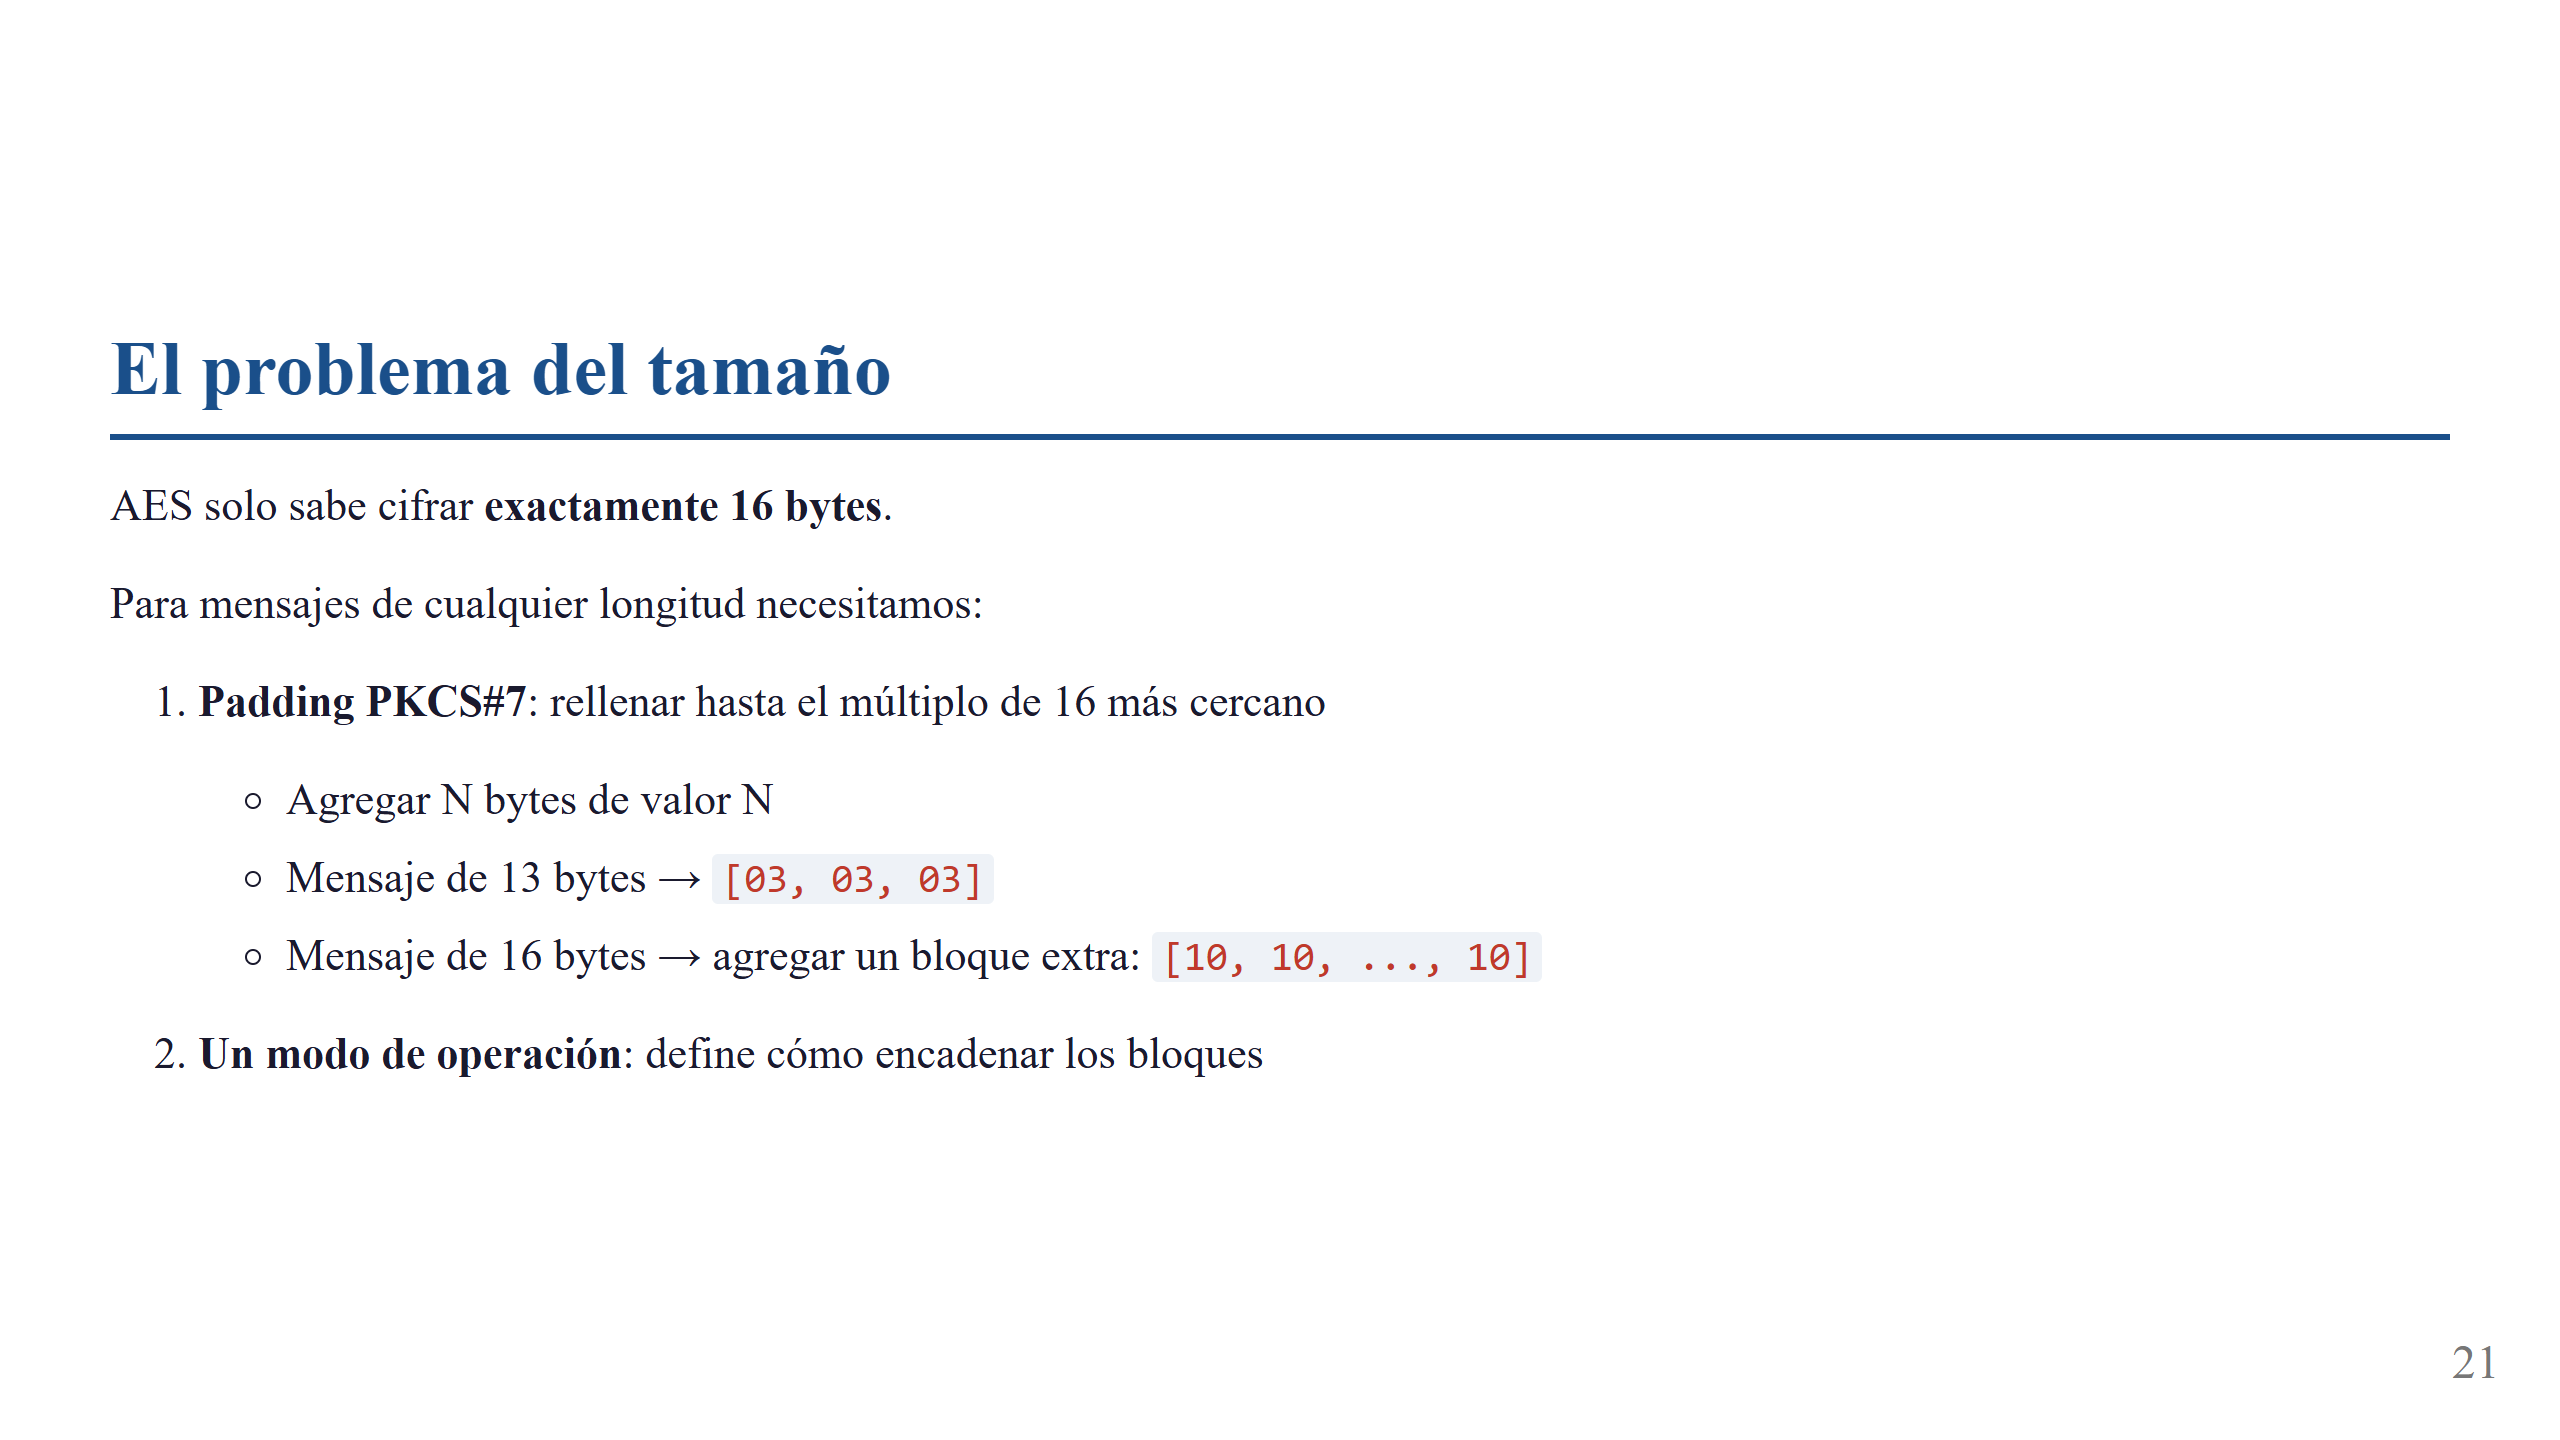 El problema del tamaño
AES solo sabe cifrar exactamente 16 bytes.
Para mensajes de cualquier longitud necesitamos:
1. Padding PKCS#7: rellenar hasta el múltiplo de 16 más cercano
○ Agregar N bytes de valor N
○ Mensaje de 13 bytes → [03, 03, 03]
○ Mensaje de 16 bytes → agregar un bloque extra: [10, 10, ..., 10]
2. Un modo de operación: define cómo encadenar los bloques
21